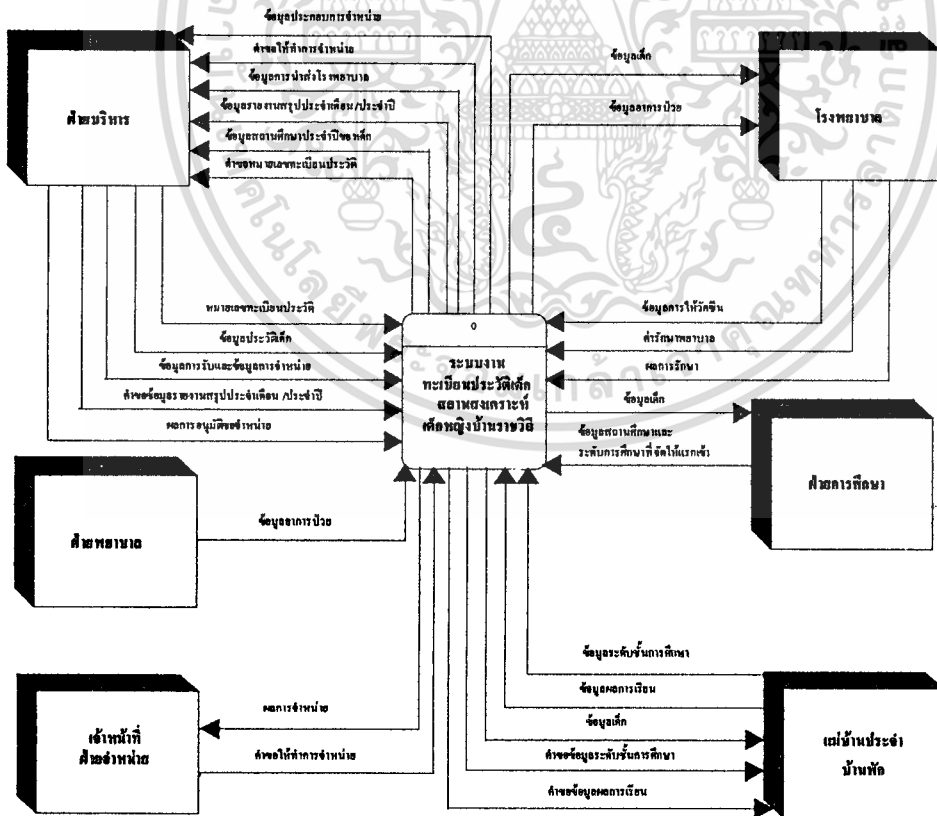 ข้อมูลประกอบการจำหน่าย
คำขอให้ทำการจำหน่าย
ข้อมูลการนำส่งโรงพยาบาล
ข้อมูลรายงานสรุปประจำเดือน/ประจำปี
ข้อมูลสถานศึกษาประจำปีของเด็ก
คำขอหมายเลขทะเบียนประวัติ
ฝ่ายบริหาร
ข้อมูลเด็ก
ข้อมูลอาการป่วย
โรงพยาบาล
หมายเลขทะเบียนประวัติ
ข้อมูลประวัติเด็ก
ข้อมูลการรับและข้อมูลการจำหน่าย
คำขอข้อมูลรายงานสรุปประจำเดือน /ประจำปี
ผลการอนุมัติขอจำหน่าย
0
ระบบงาน
ทะเบียนประวัติเด็ก
สถานสงเคราะห์
เด็กหญิงบ้านราชวิถี
ข้อมูลการให้วัคซีน
ค่ารักษาพยาบาล
ผลการรักษา
ข้อมูลเด็ก
ข้อมูลสถานศึกษาและ
ระดับการศึกษาที่จัดให้แรกเข้า
ฝ่ายการศึกษา
ฝ่ายพยาบาล
ข้อมูลอาการป่วย
เจ้าหน้าที่
ฝ่ายจำหน่าย
ผลการจำหน่าย
คำขอให้ทำการจำหน่าย
ข้อมูลระดับชั้นการศึกษา
ข้อมูลผลการเรียน
ข้อมูลเด็ก
คำขอข้อมูลระดับชั้นการศึกษา
คำขอข้อมูลผลการเรียน
แม่บ้านประจำ
บ้านพัก